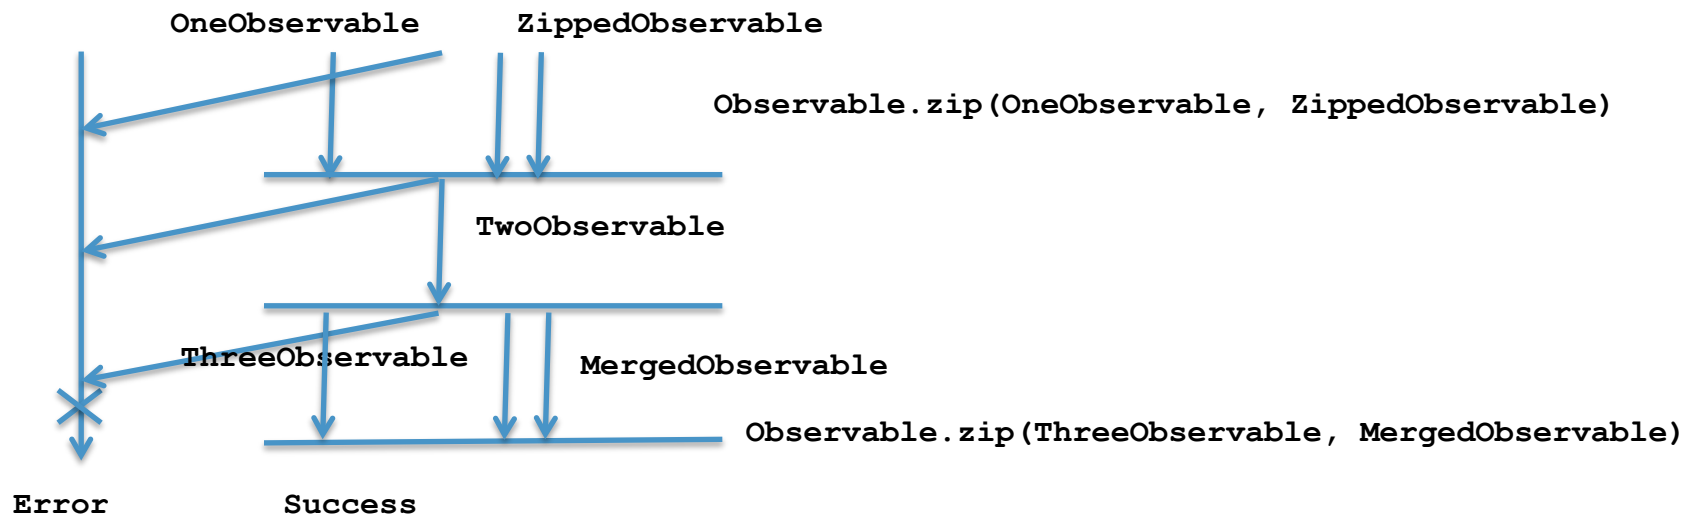 OneObservable
ZippedObservable
Observable.zip(OneObservable, ZippedObservable)
TwoObservable
ThreeObservable
MergedObservable
Observable.zip(ThreeObservable, MergedObservable)
Error
Success